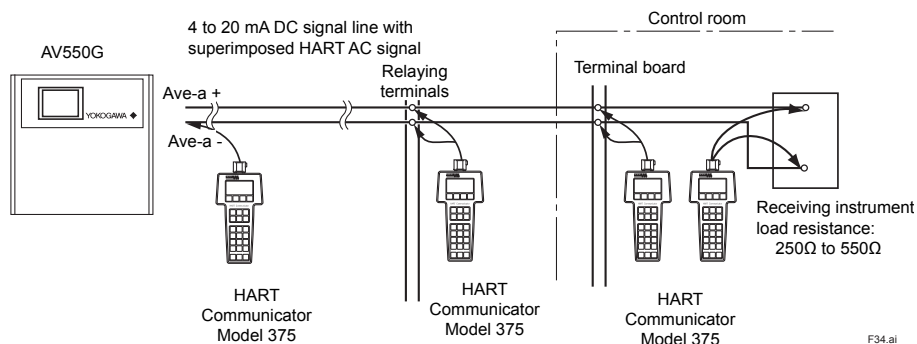 4 to 20 mA DC signal line with
superimposed HART AC signal
Control room
AV550G
Relaying
terminals
Terminal board
Ave-a +
YOKOGAWA
Ave-a -
Receiving instrument
load resistance:
250Ω to 550Ω
HART
Communicator
Model 375
HART
Communicator
Model 375
HART
Communicator
Model 375
F34.ai